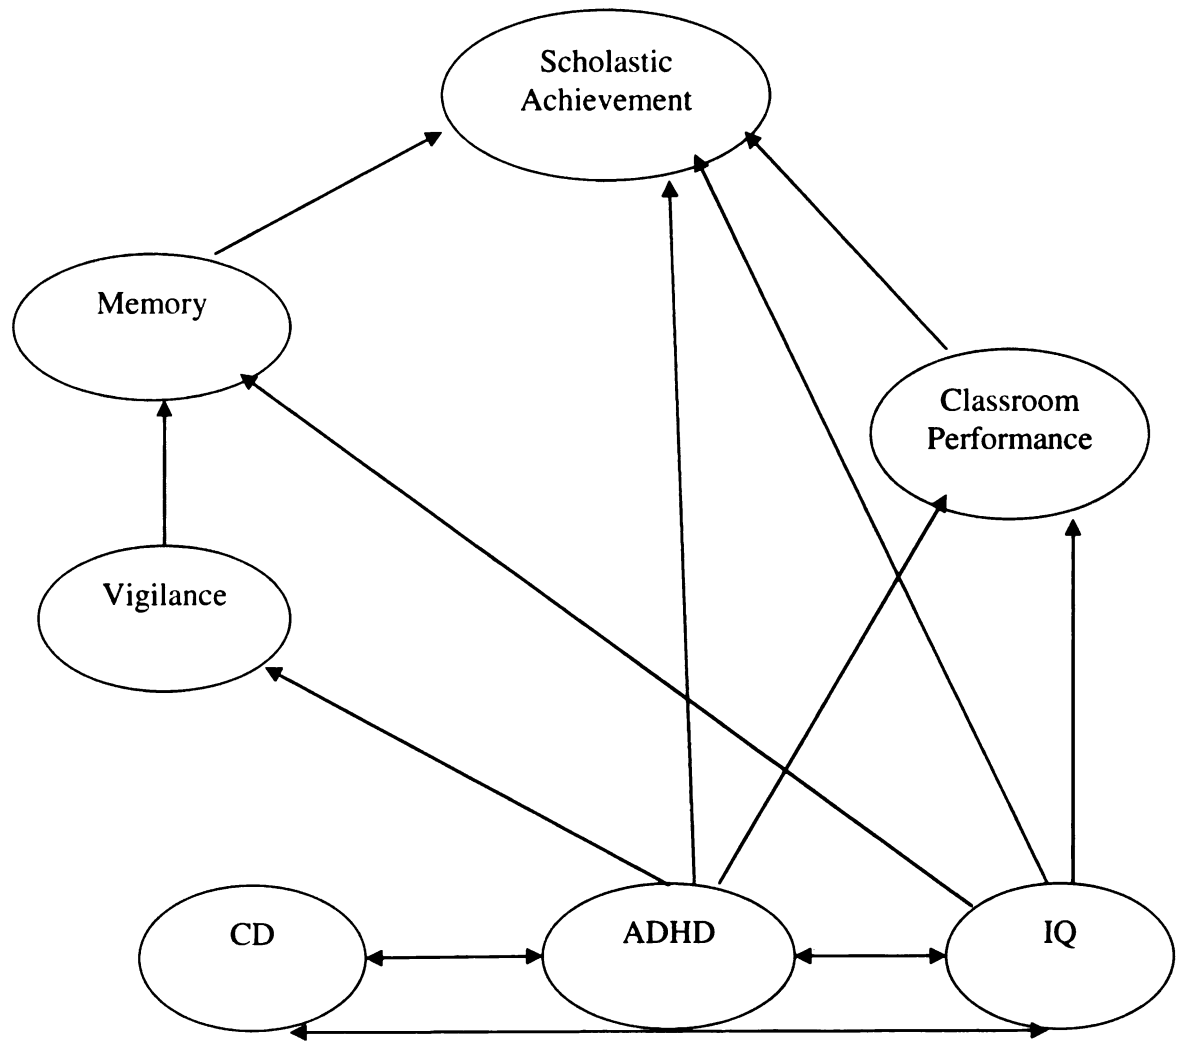 Scholastic
Achievement
Memory
Classroom
Performance
Vigilance
CD
ADHD
IQ